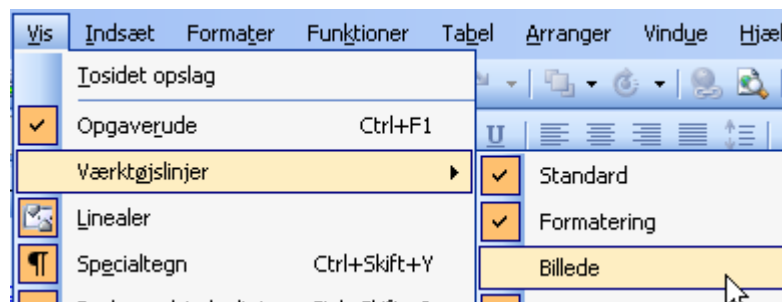 Vis Indsæt Formater Funktioner Tabel Arranger Vindue
Tosidet opslag
Opgaverude Ctrl+F1
Værktøjslinjer
Linealer
Specialtegn Ctrl+Skift+Y
Standard
Formatering
Billede
U